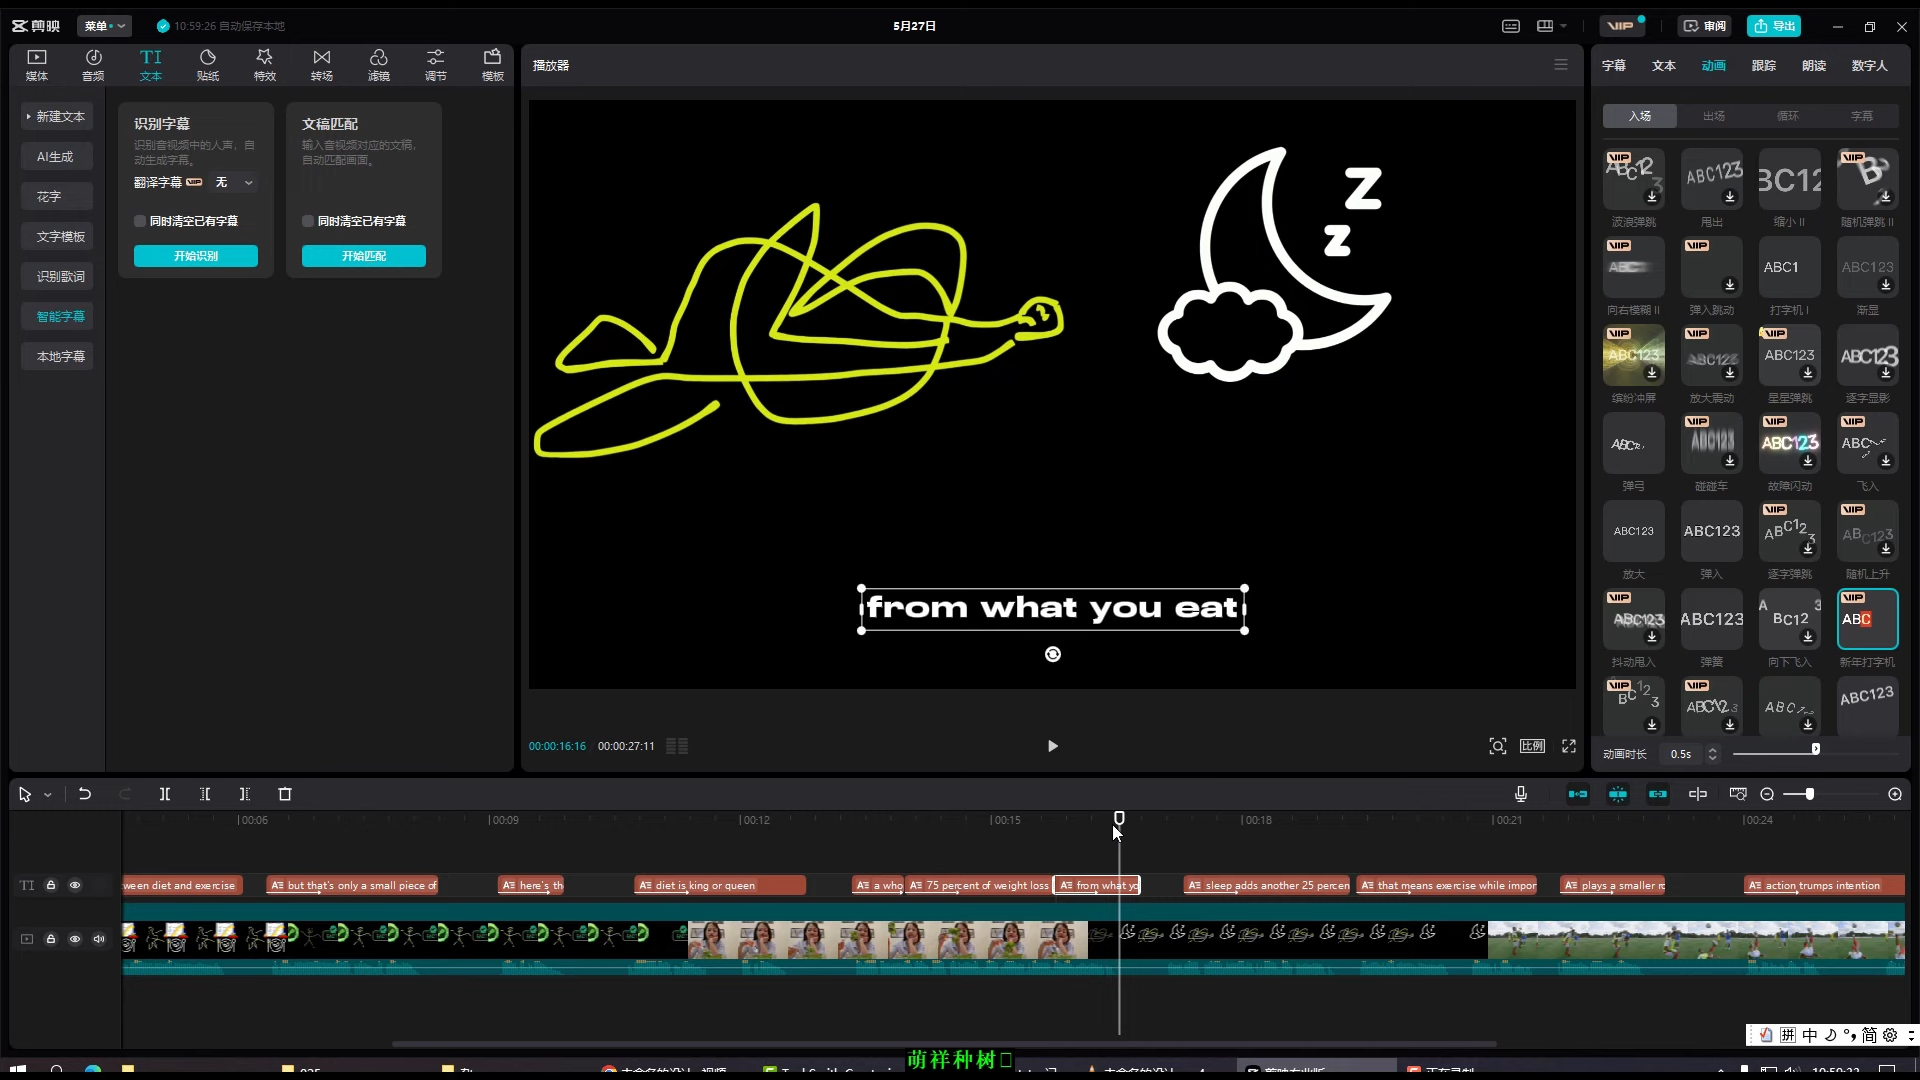 剪映
菜单
10:59:26 自动保存本地
5月27日
VIP
审阅
导出
媒体
音频
TI
文本
贴纸
特效
转场
滤镜
调节
模板
播放器
字幕
文本
动画
跟踪
朗读
数字人
新建文本
AI生成
花字
文字模板
识别歌词
智能字幕
本地字幕
识别字幕
识别音视频中的人声，自
动生成字幕。
翻译字幕 VIP 无
同时清空已有字幕
开始识别
文稿匹配
输入音视频对应的文稿，
自动匹配画面。
同时清空已有字幕
开始匹配
Z
Z
from what you eat
00:00:16:16 00:00:27:11
比例
入场
出场
循环
字幕
波浪弹跳
甩出
缩小 II
随机弹跳 II
向右模糊 II
弹入跳动
打字机 I
渐显
缤纷冲屏
放大震动
星星弹跳
逐字显影
弹弓
碰碰车
故障闪动
飞入
放大
弹入
逐字弹跳
随机上升
抖动甩入
弹簧
向下飞入
新年打字机
动画时长 0.5s
00:06
00:09
00:12
00:15
00:18
00:21
00:24
TI
ween diet and exercise
but that's only a small piece of
here's th
diet is king or queen
a who
75 percent of weight loss
from what yo
sleep adds another 25 percen
that means exercise while impor
plays a smaller ro
action trumps intention
拼 中 简
萌祥种树